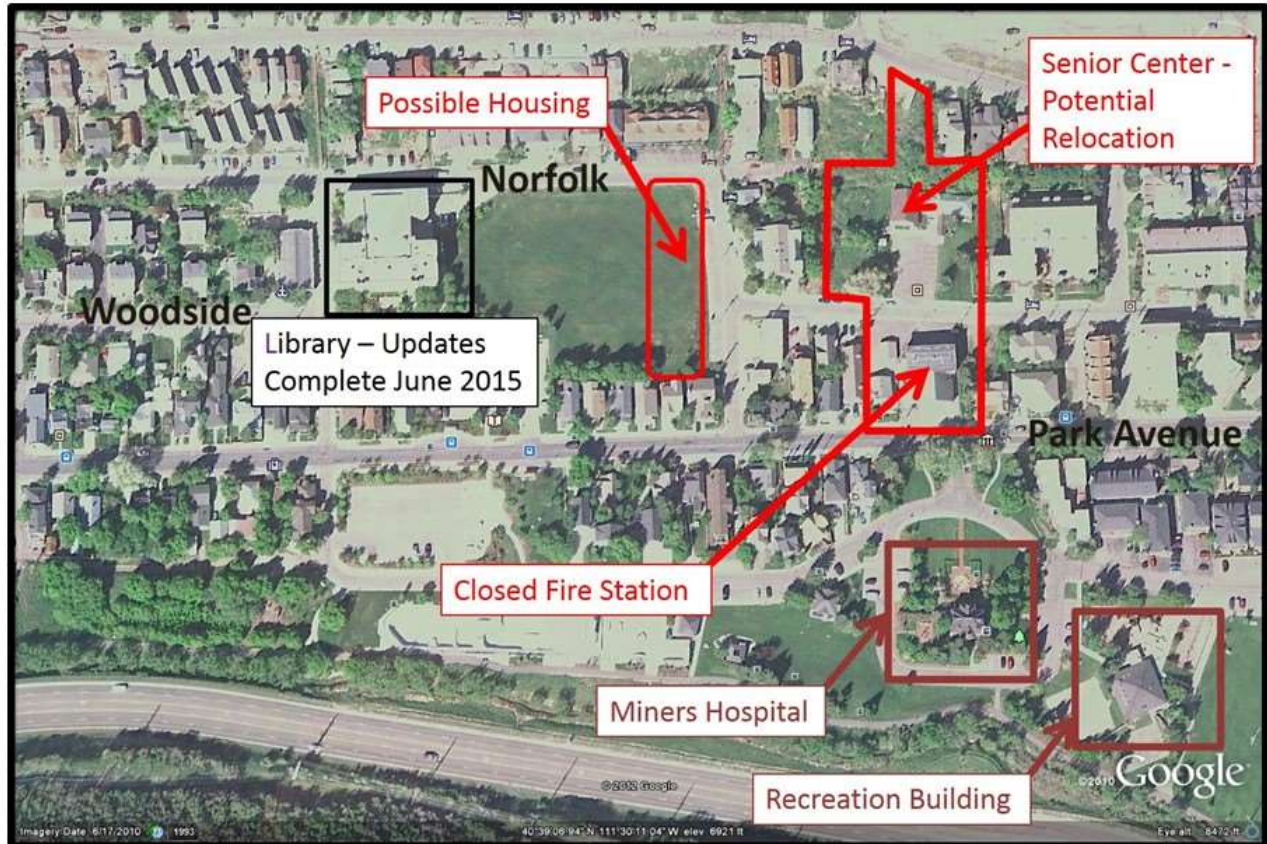 Senior Center -
Potential
Relocation
Possible Housing
Norfolk
Woodside
Library – Updates
Complete June 2015
Park Avenue
Closed Fire Station
Miners Hospital
Recreation Building
©2010 Google
© 2012 Google
Imagery Date 6/17/2010 1993
40°39'06.94" N 111°30'11.04" W elev 6921 ft
Eye alt 8472 ft